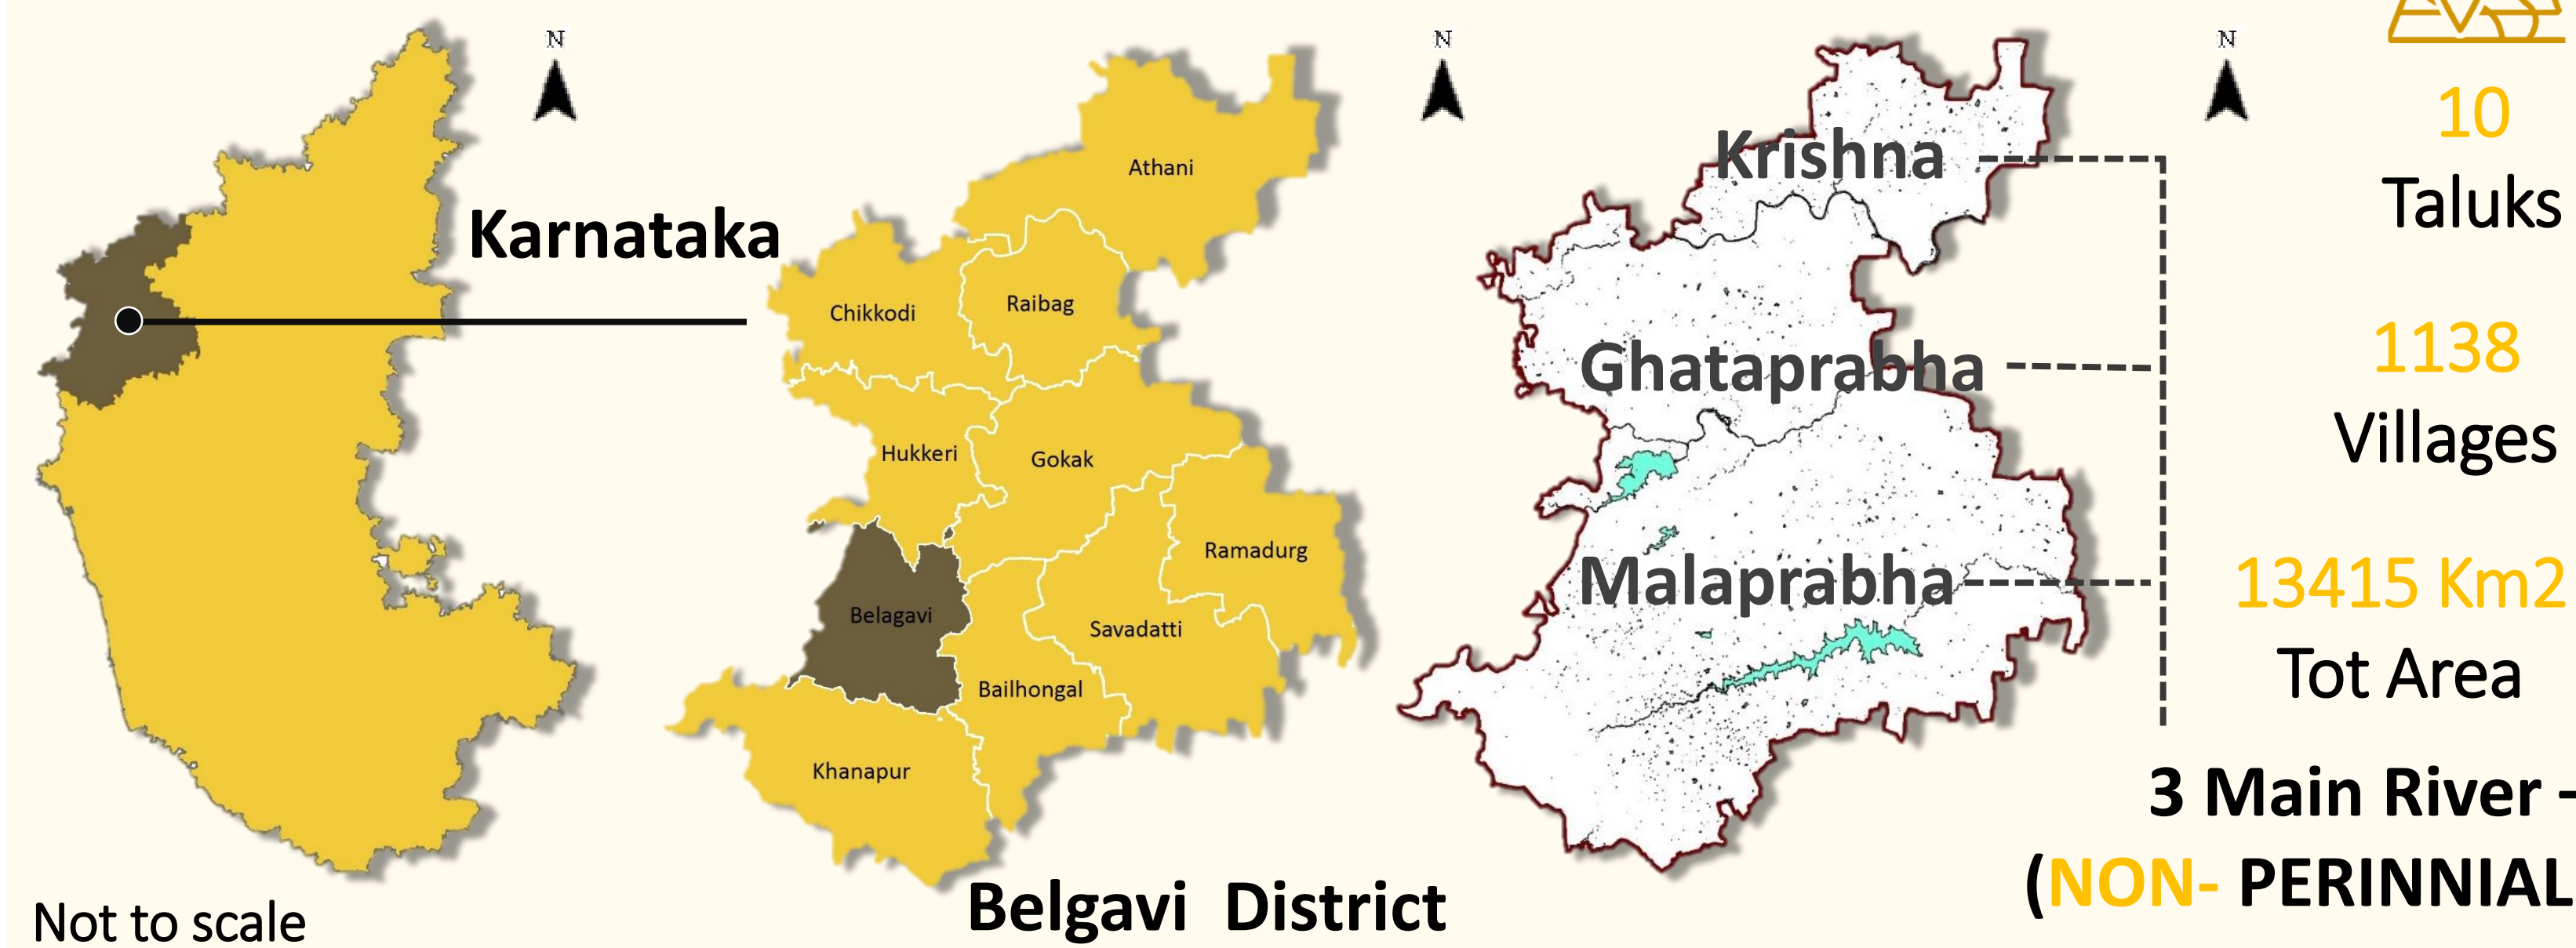 N
N
N
Karnataka
Athani
Chikkodi
Raibag
Hukkeri
Gokak
Ramadurg
Belagavi
Savadatti
Bailhongal
Khanapur
Belgavi District
Not to scale
Krishna
Ghataprabha
Malaprabha
10
Taluks
1138
Villages
13415 Km2
Tot Area
3 Main River -
(NON- PERINNIAL